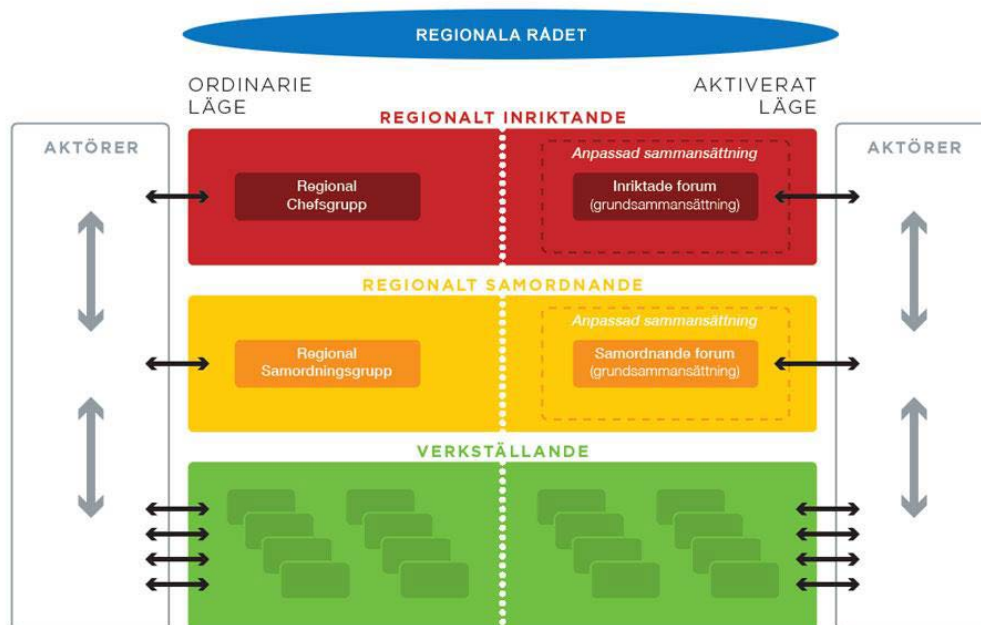 REGIONALA RÅDET
ORDINARIE
LÄGE
AKTIVERAT
LÄGE
REGIONALT INRIKTANDE
AKTÖRER
AKTÖRER
Anpassad sammansättning
Regional
Chefsgrupp
Inriktade forum
(grundsammansättning)
REGIONALT SAMORDNANDE
Anpassad sammansättning
Regional
Samordningsgrupp
Samordnande forum
(grundsammansättning)
VERKSTÄLLANDE